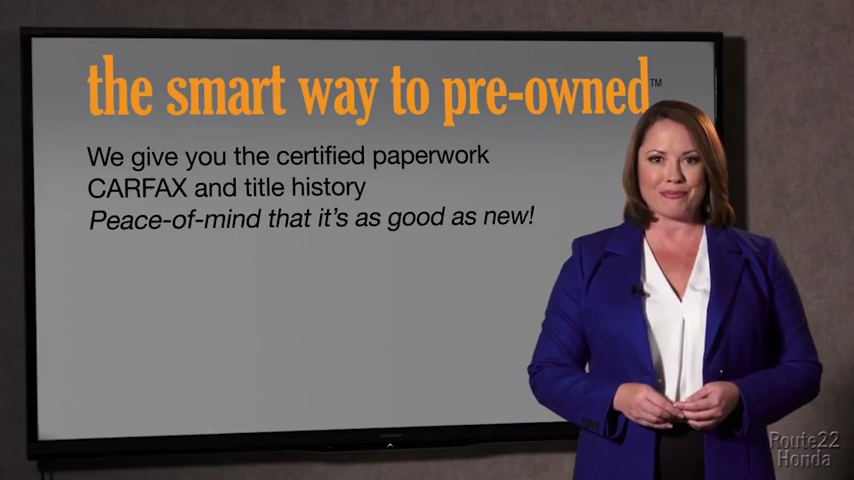 the smart way to pre-owned™
We give you the certified paperwork
CARFAX and title history
Peace-of-mind that it's as good as new!
Route22
Honda